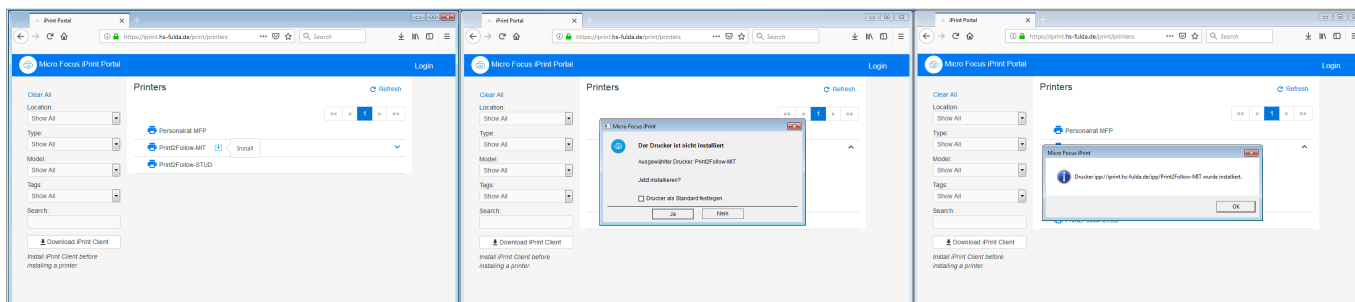 iPrint Portal
https://iprint.hs-fulda.de/print/printers
Search
Micro Focus iPrint Portal
Login
Clear All
Location:
Show All
Type:
Show All
Model:
Show All
Tags:
Show All
Search:
Download iPrint Client
Install iPrint Client before
installing a printer.
Printers
Refresh
«« « 1 » »»
Personalrat MFP
Print2Follow-MIT Install
Print2Follow-STUD
iPrint Portal
https://iprint.hs-fulda.de/print/printers
Search
Micro Focus iPrint Portal
Login
Clear All
Location:
Show All
Type:
Show All
Model:
Show All
Tags:
Show All
Search:
Download iPrint Client
Install iPrint Client before
installing a printer.
Printers
Refresh
«« « 1 » »»
Micro Focus iPrint
Der Drucker ist nicht installiert
Ausgewählter Drucker: Print2Follow-MIT
Jetzt installieren?
Drucker als Standard festlegen
Ja Nein
iPrint Portal
https://iprint.hs-fulda.de/print/printers
Search
Micro Focus iPrint Portal
Login
Clear All
Location:
Show All
Type:
Show All
Model:
Show All
Tags:
Show All
Search:
Download iPrint Client
Install iPrint Client before
installing a printer.
Printers
Refresh
«« « 1 » »»
Personalrat MFP
Micro Focus iPrint
Drucker ipp://iprint.hs-fulda.de/ipp/Print2Follow-MIT wurde installiert.
OK
Print2Follow-STUD